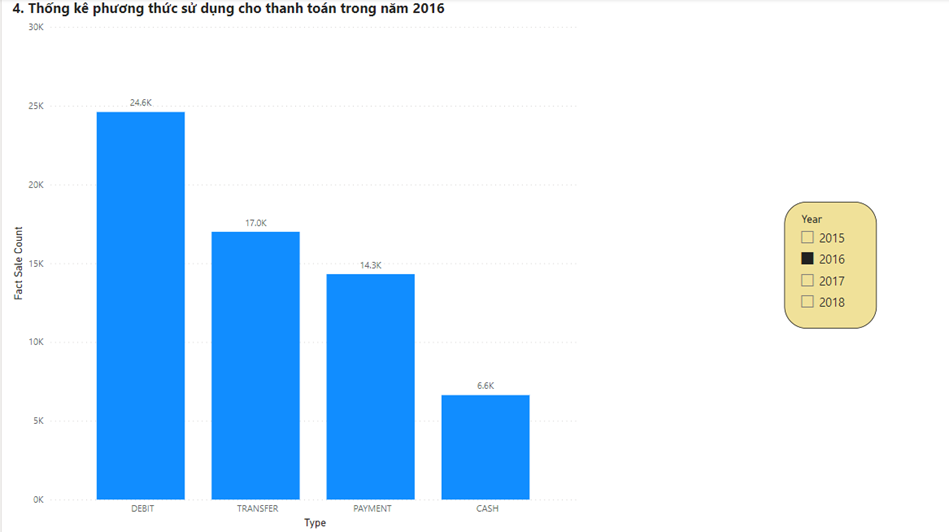 4. Thống kê phương thức sử dụng cho thanh toán trong năm 2016
30K
25K
20K
15K
10K
5K
0K
Fact Sale Count
24.6K
17.0K
14.3K
6.6K
DEBIT
TRANSFER
PAYMENT
CASH
Type
Year
2015
2016
2017
2018